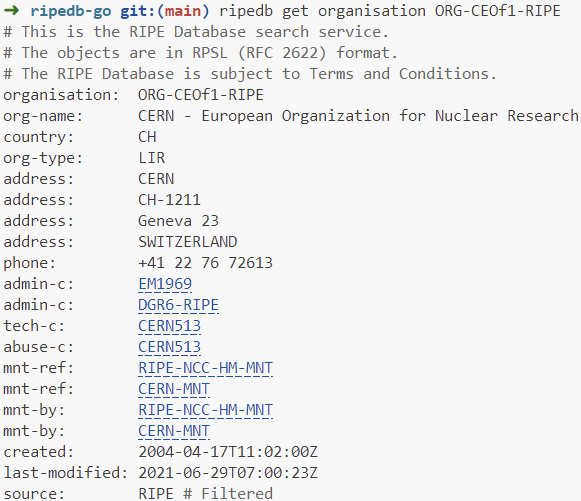 ➜ ripedb-go git:(main) ripedb get organisation ORG-CEOf1-RIPE
# This is the RIPE Database search service.
# The objects are in RPSL (RFC 2622) format.
# The RIPE Database is subject to Terms and Conditions.
organisation: ORG-CEOf1-RIPE
org-name: CERN - European Organization for Nuclear Research
country: CH
org-type: LIR
address: CERN
address: CH-1211
address: Geneva 23
address: SWITZERLAND
phone: +41 22 76 72613
admin-c: EM1969
admin-c: DGR6-RIPE
tech-c: CERN513
abuse-c: CERN513
mnt-ref: RIPE-NCC-HM-MNT
mnt-ref: CERN-MNT
mnt-by: RIPE-NCC-HM-MNT
mnt-by: CERN-MNT
created: 2004-04-17T11:02:00Z
last-modified: 2021-06-29T07:00:23Z
source: RIPE # Filtered